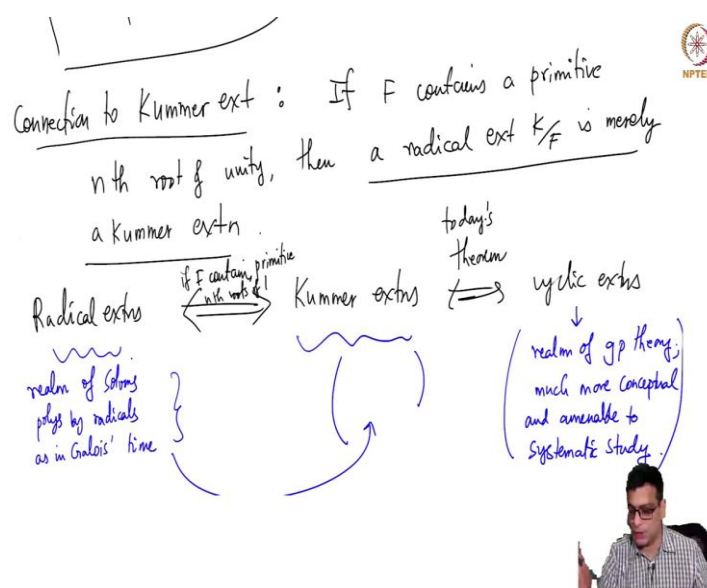 NPTEL
Connection to Kummer ext : If F contains a primitive
nth root of unity, then a radical ext K/F is merely
a kummer extn.
Radical extns
if F contains primitive
nth roots of 1
⟺
Kummer extns
today's
theorem
⟺
cyclic extns
realm of Solving
polys by radicals
as in Galois' time
realm of gp theory;
much more conceptual
and amenable to
systematic study.